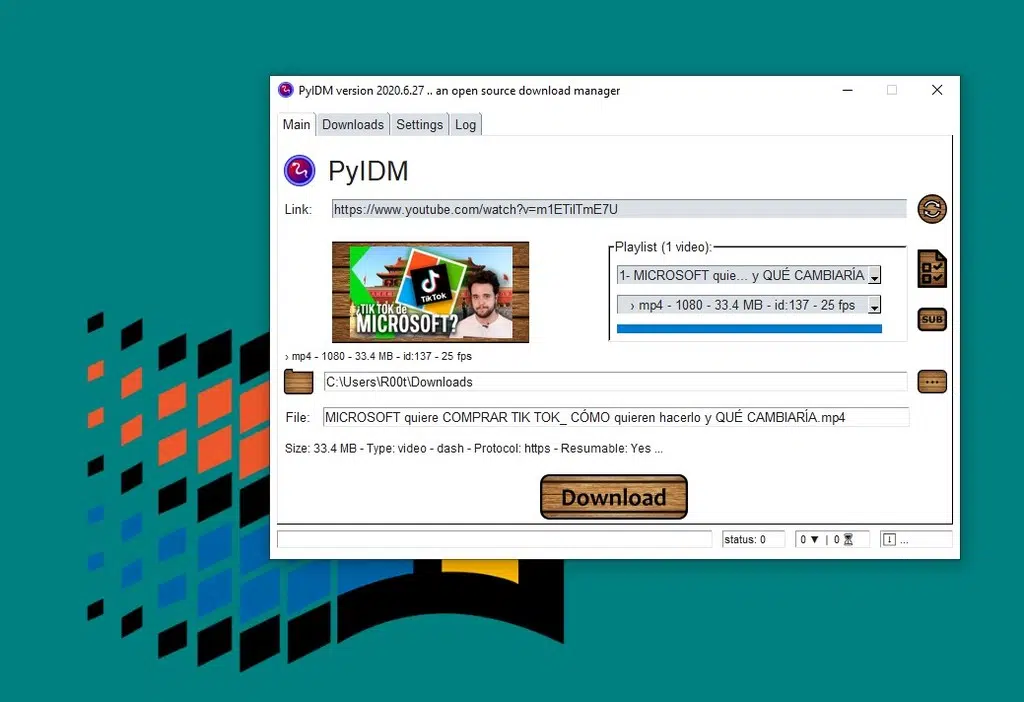 PyIDM version 2020.6.27 .. an open source download manager
Main Downloads Settings Log
PyIDM
Link: https://www.youtube.com/watch?v=m1ETilTmE7U
Playlist (1 video):
1- MICROSOFT quie... y QUÉ CAMBIARÍA
› mp4 - 1080 - 33.4 MB - id:137 - 25 fps
SUB
TikTok
¿TIK TOK de
MICROSOFT?
› mp4 - 1080 - 33.4 MB - id:137 - 25 fps
C:\Users\R00t\Downloads
File: MICROSOFT quiere COMPRAR TIK TOK_ CÓMO quieren hacerlo y QUÉ CAMBIARÍA.mp4
Size: 33.4 MB - Type: video - dash - Protocol: https - Resumable: Yes ...
Download
status: 0 0 ▼ | 0 ⏳ ...